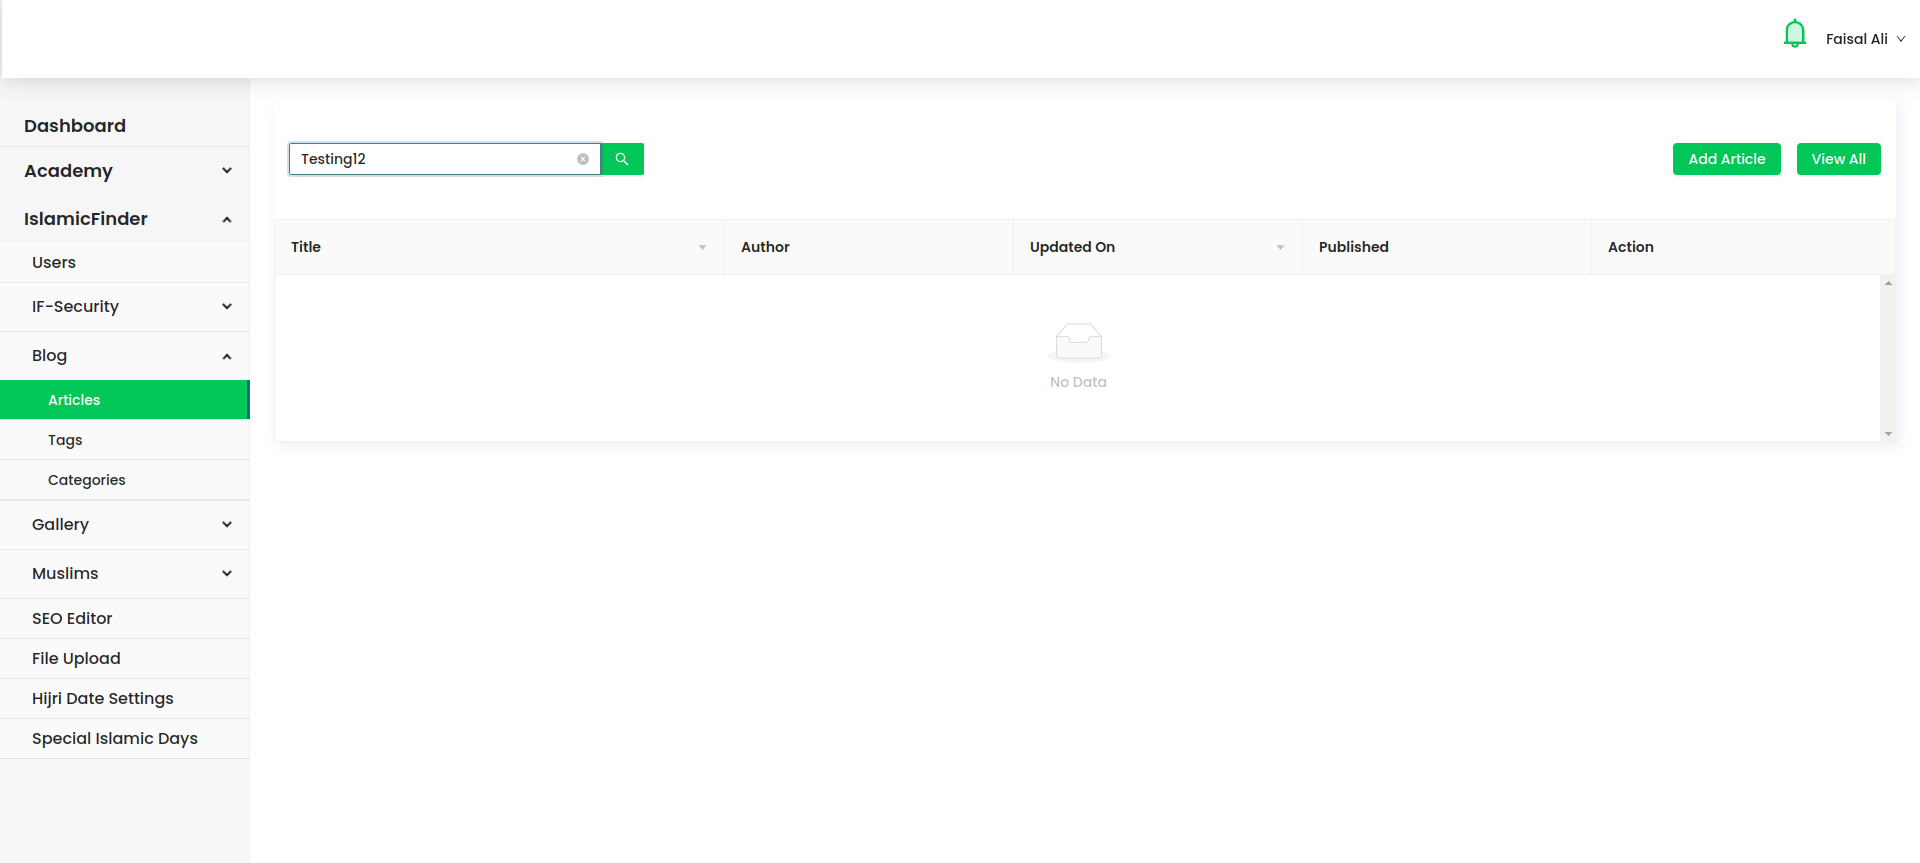 Faisal Ali
Dashboard
Academy
IslamicFinder
Users
IF-Security
Blog
Articles
Tags
Categories
Gallery
Muslims
SEO Editor
File Upload
Hijri Date Settings
Special Islamic Days
Testing12
Add Article
View All
Title
Author
Updated On
Published
Action
No Data